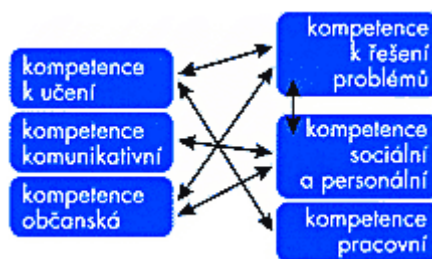 kompetence
k učení
kompetence
komunikativní
kompetence
občanská
kompetence
k řešení
problémů
kompetence
sociální
a personální
kompetence
pracovní